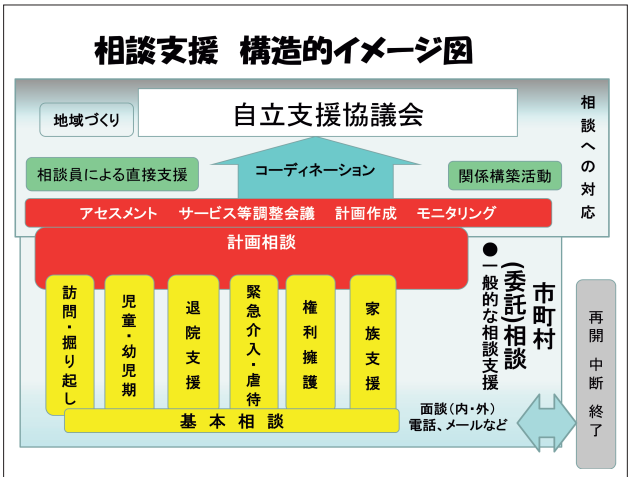 相談支援 構造的イメージ図
地域づくり
自立支援協議会
相談への対応
相談員による直接支援
コーディネーション
関係構築活動
アセスメント サービス等調整会議 計画作成 モニタリング
計画相談
訪問・掘り起し
児童・幼児期
退院支援
緊急介入・虐待
権利擁護
家族支援
基本相談
市町村
(委託)相談
●一般的な相談支援
面談(内・外)
電話、メールなど
再開 中断 終了